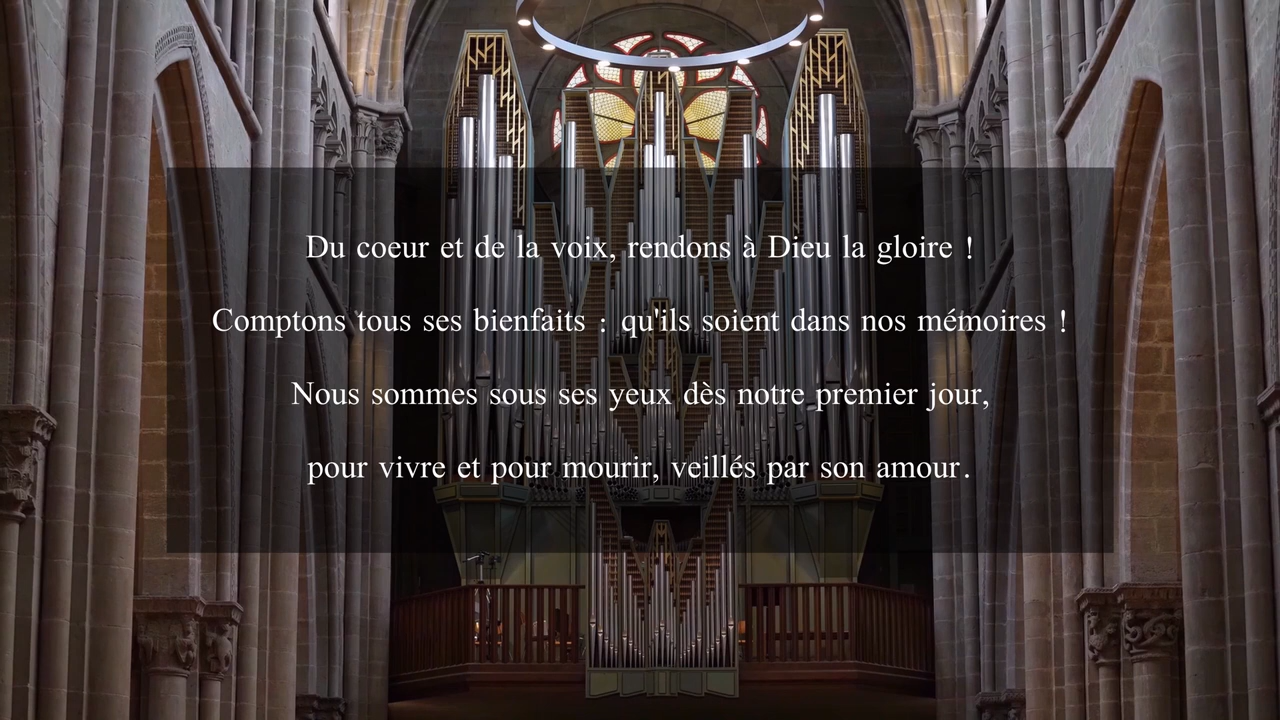 Du coeur et de la voix, rendons à Dieu la gloire !
Comptons tous ses bienfaits : qu'ils soient dans nos mémoires !
Nous sommes sous ses yeux dès notre premier jour,
pour vivre et pour mourir, veillés par son amour.